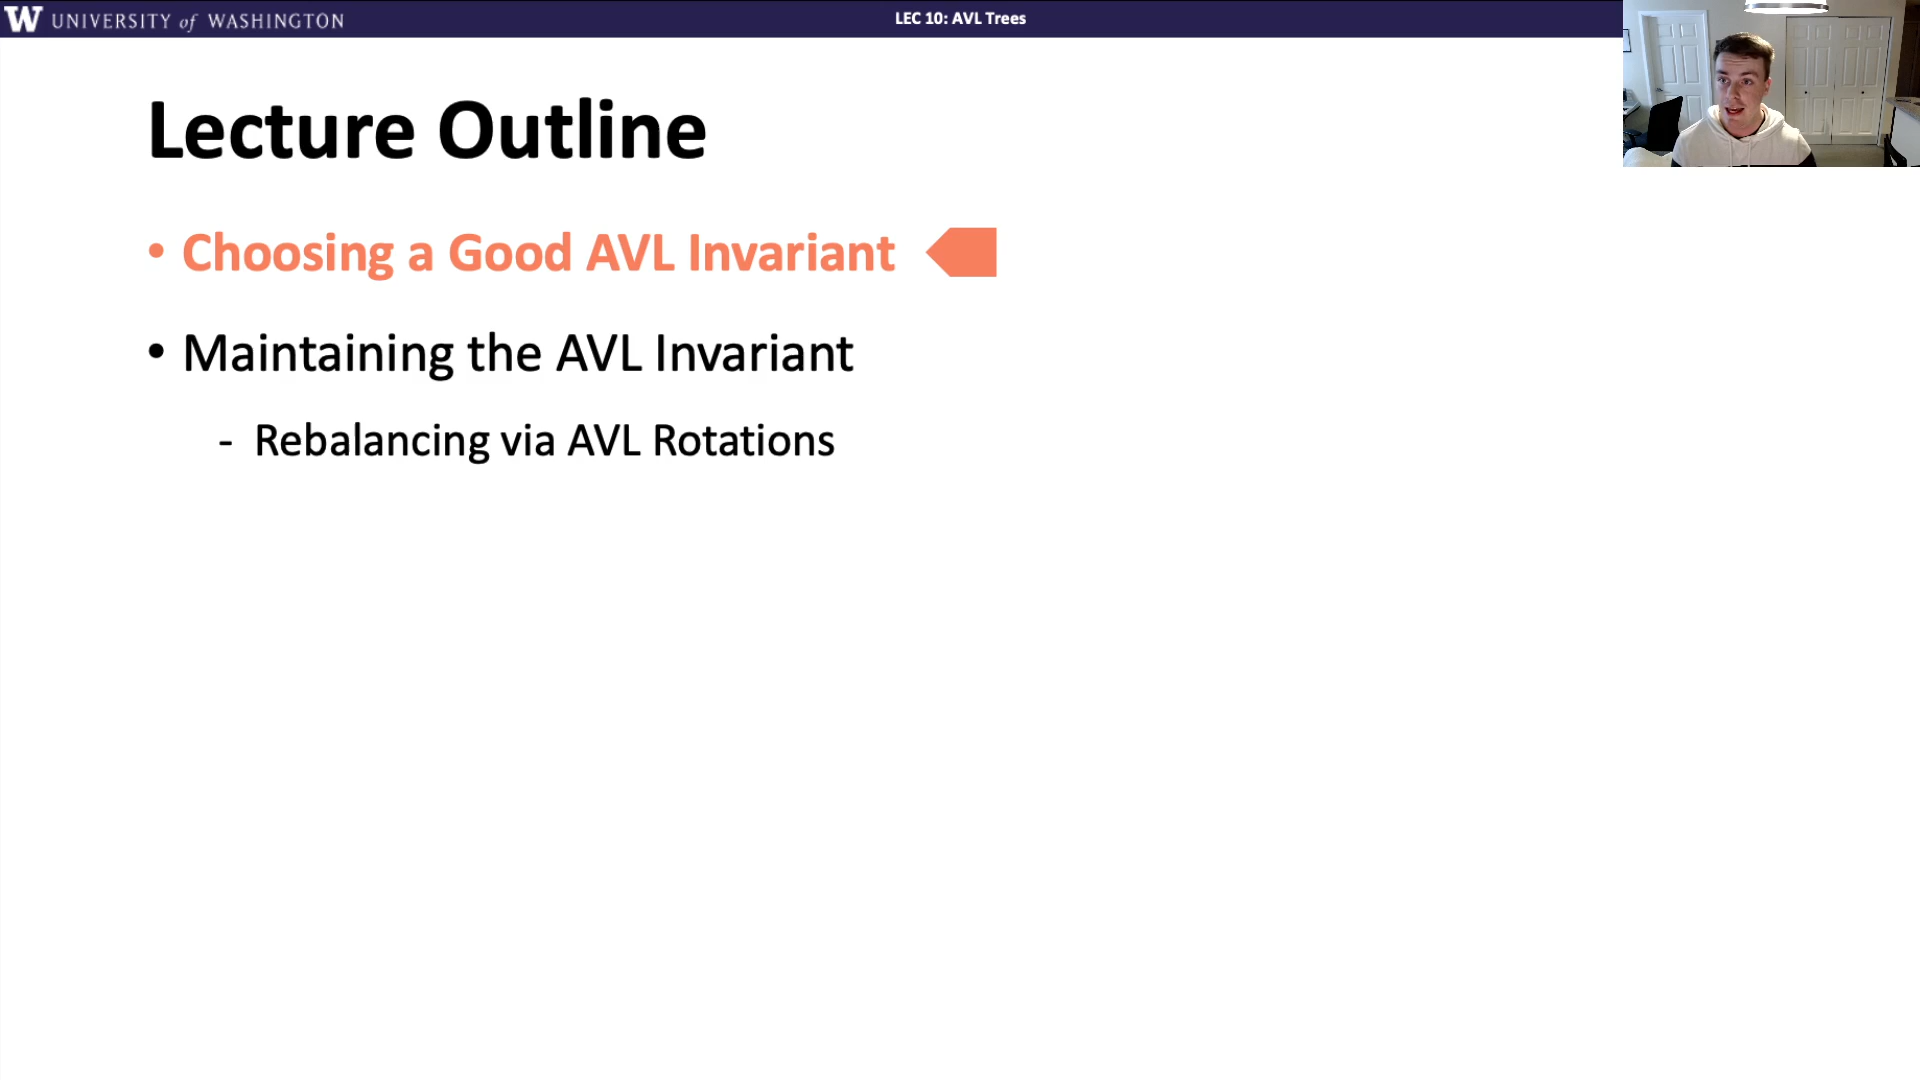 W UNIVERSITY of WASHINGTON
LEC 10: AVL Trees
Lecture Outline
• Choosing a Good AVL Invariant
• Maintaining the AVL Invariant
- Rebalancing via AVL Rotations